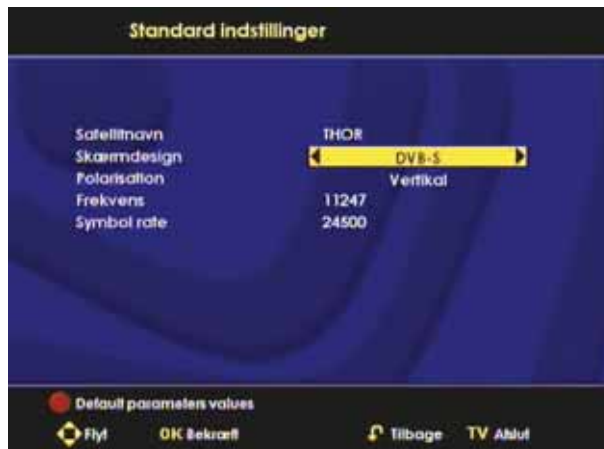 Standard indstillinger
Satellitnavn THOR
Skærmdesign DVB-S
Polarisation Vertikal
Frekvens 11247
Symbol rate 24500
Default parameters values
Flyt OK Bekræft Tilbage TV Afslut